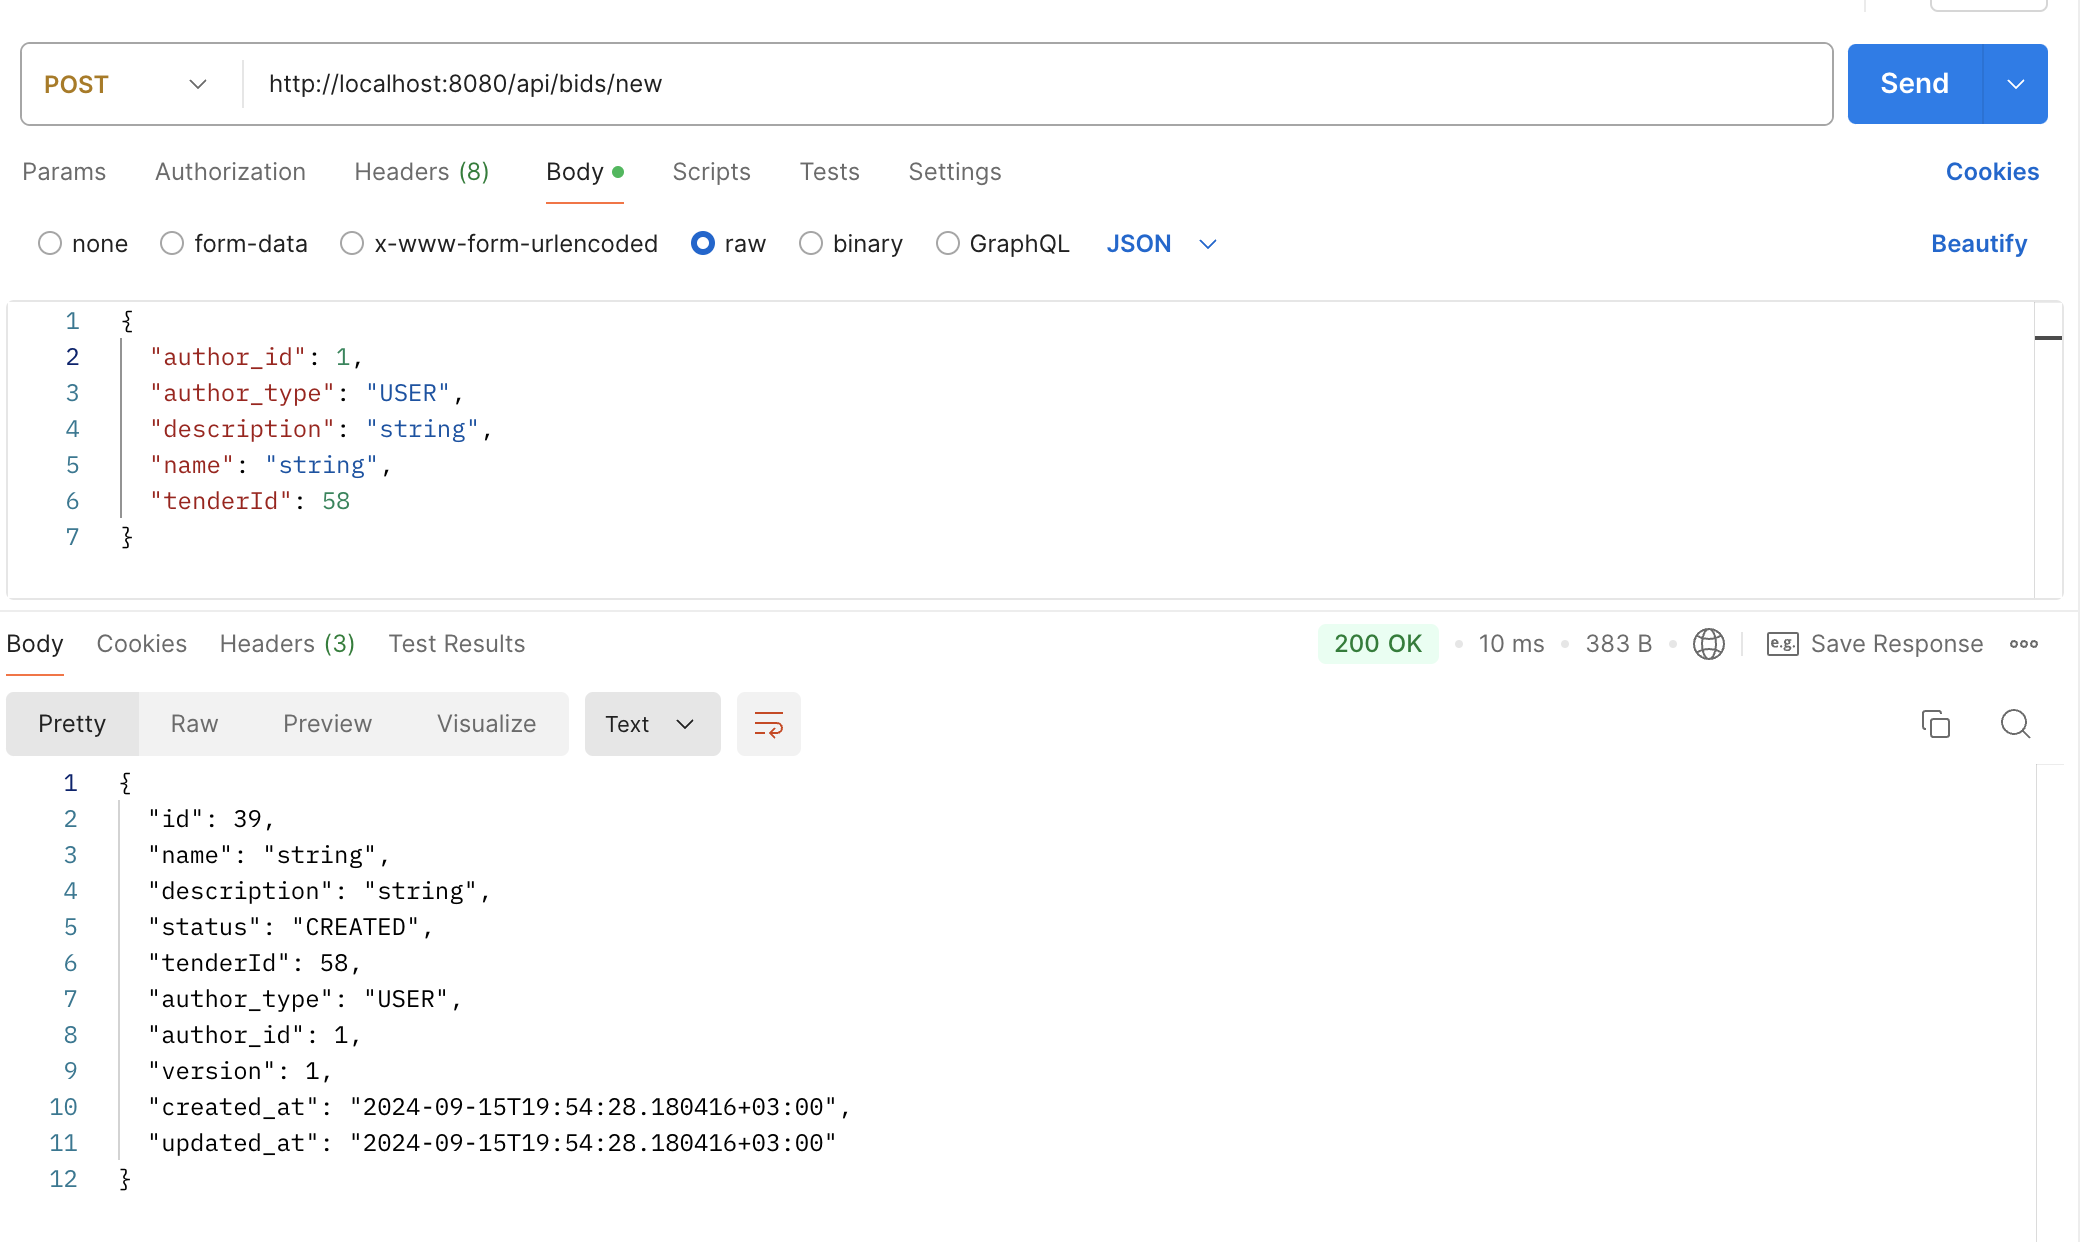 POST http://localhost:8080/api/bids/new Send
Params Authorization Headers (8) Body Scripts Tests Settings Cookies
none form-data x-www-form-urlencoded raw binary GraphQL JSON Beautify
1 {
2 "author_id": 1,
3 "author_type": "USER",
4 "description": "string",
5 "name": "string",
6 "tenderId": 58
7 }
Body Cookies Headers (3) Test Results 200 OK 10 ms 383 B e.g. Save Response
Pretty Raw Preview Visualize Text
1 {
2 "id": 39,
3 "name": "string",
4 "description": "string",
5 "status": "CREATED",
6 "tenderId": 58,
7 "author_type": "USER",
8 "author_id": 1,
9 "version": 1,
10 "created_at": "2024-09-15T19:54:28.180416+03:00",
11 "updated_at": "2024-09-15T19:54:28.180416+03:00"
12 }